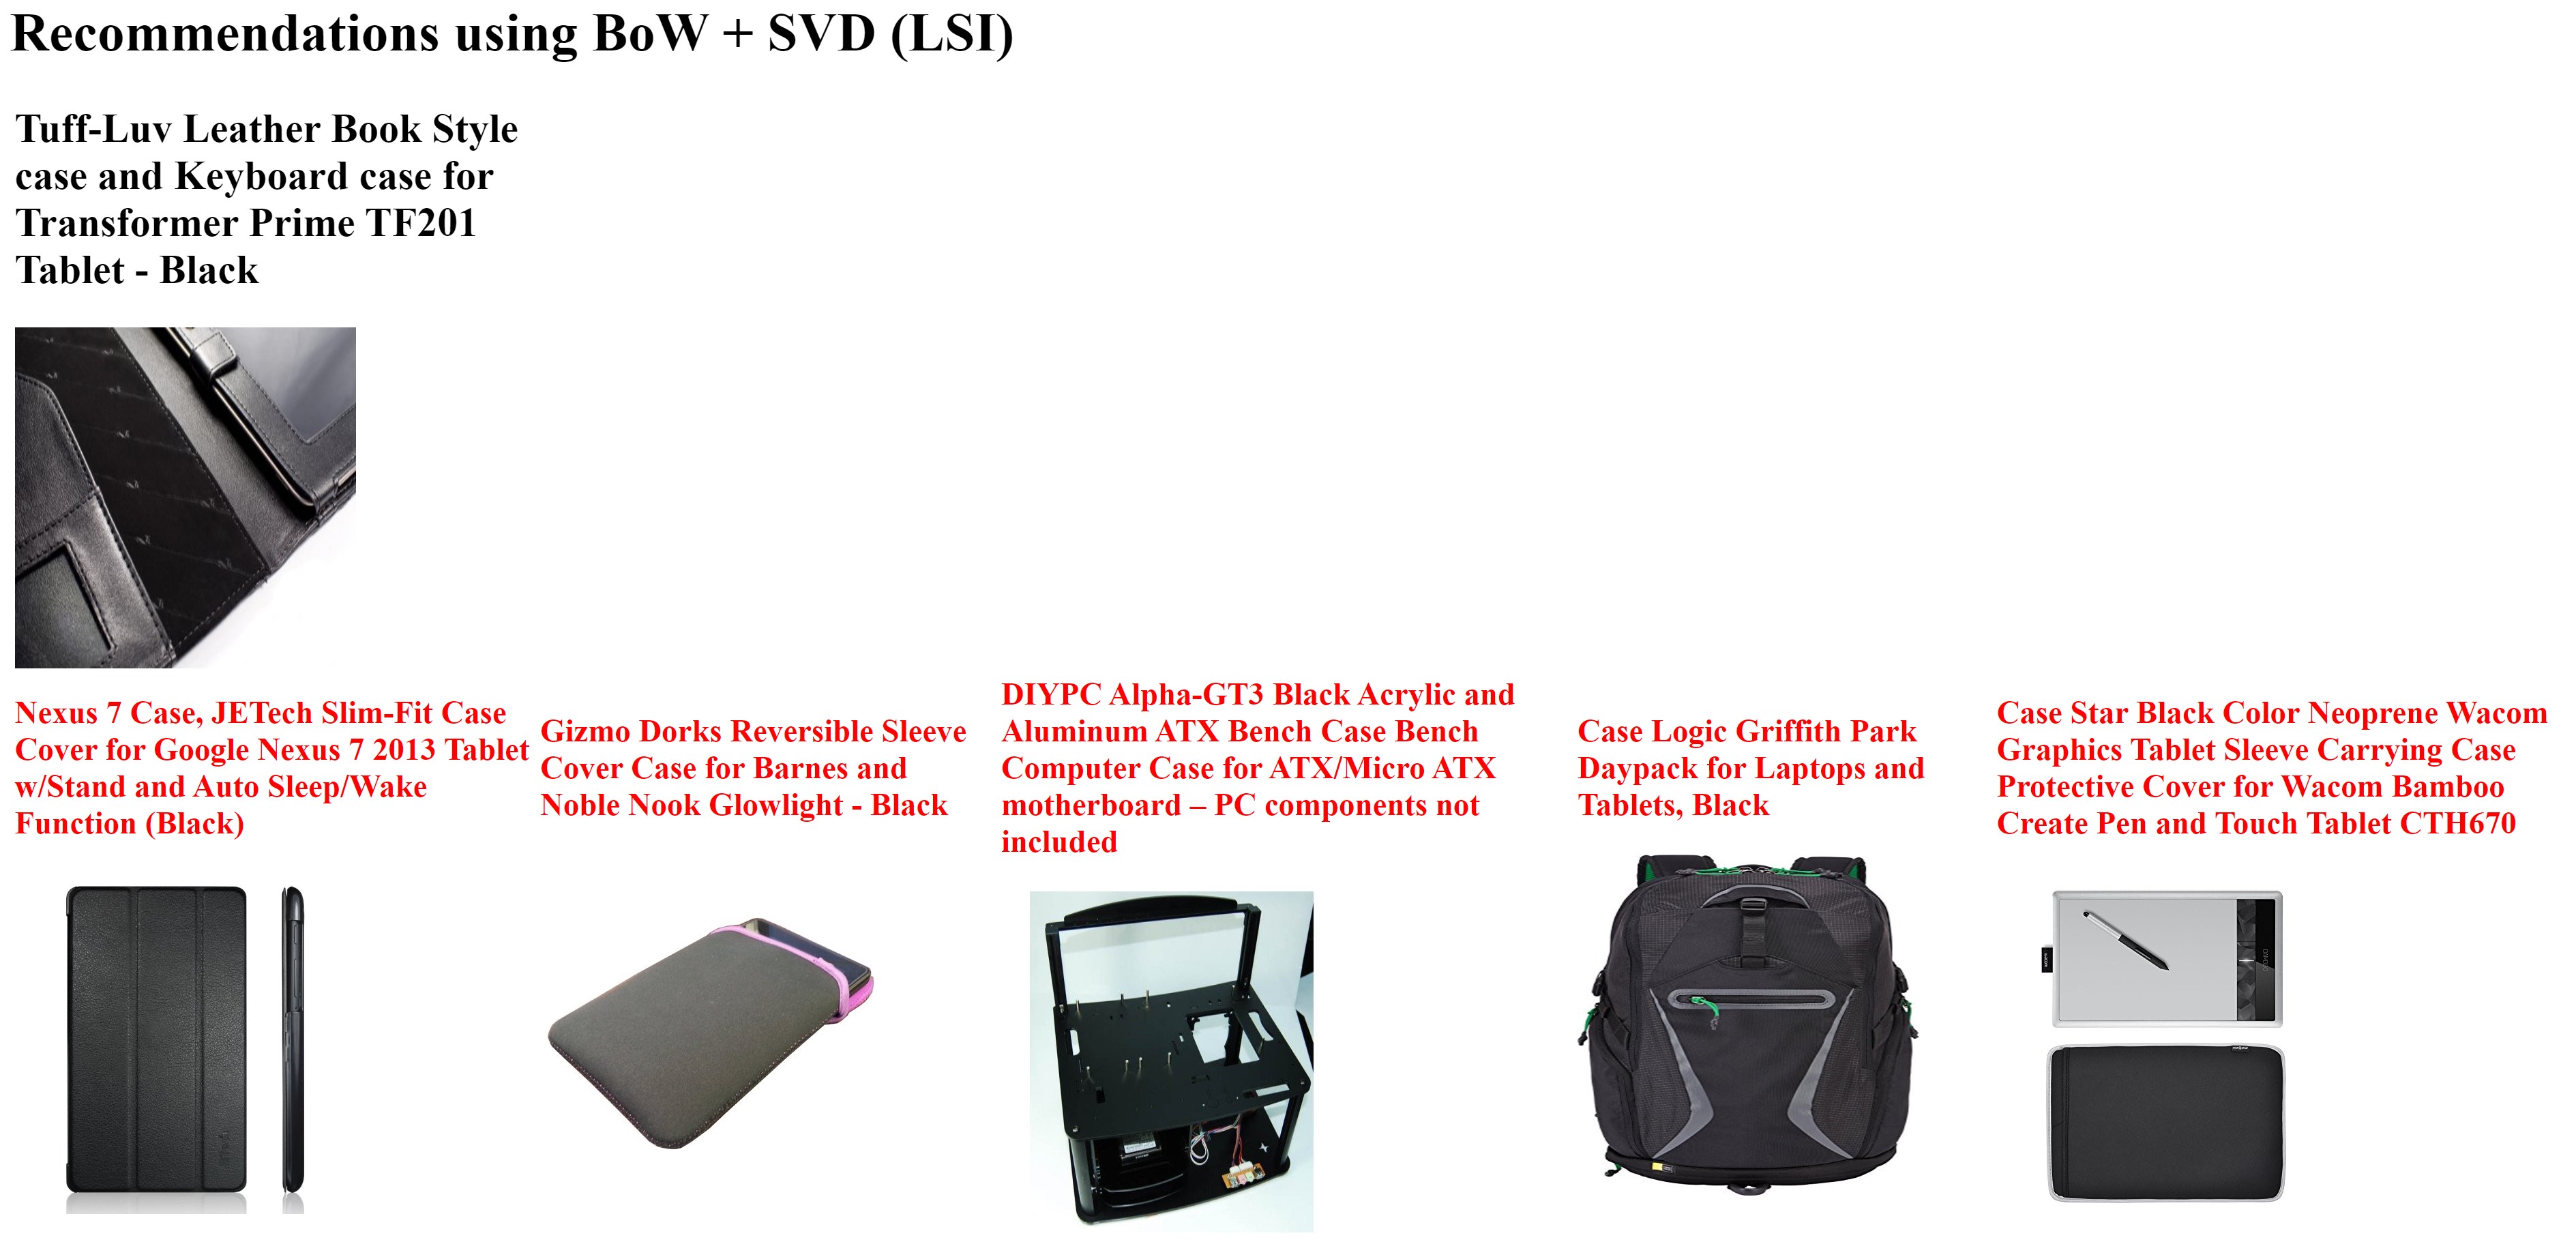 Recommendations using BoW + SVD (LSI)
Tuff-Luv Leather Book Style
case and Keyboard case for
Transformer Prime TF201
Tablet - Black
Nexus 7 Case, JETech Slim-Fit Case
Cover for Google Nexus 7 2013 Tablet
w/Stand and Auto Sleep/Wake
Function (Black)
Gizmo Dorks Reversible Sleeve
Cover Case for Barnes and
Noble Nook Glowlight - Black
DIYPC Alpha-GT3 Black Acrylic and
Aluminum ATX Bench Case Bench
Computer Case for ATX/Micro ATX
motherboard – PC components not
included
Case Logic Griffith Park
Daypack for Laptops and
Tablets, Black
Case Star Black Color Neoprene Wacom
Graphics Tablet Sleeve Carrying Case
Protective Cover for Wacom Bamboo
Create Pen and Touch Tablet CTH670